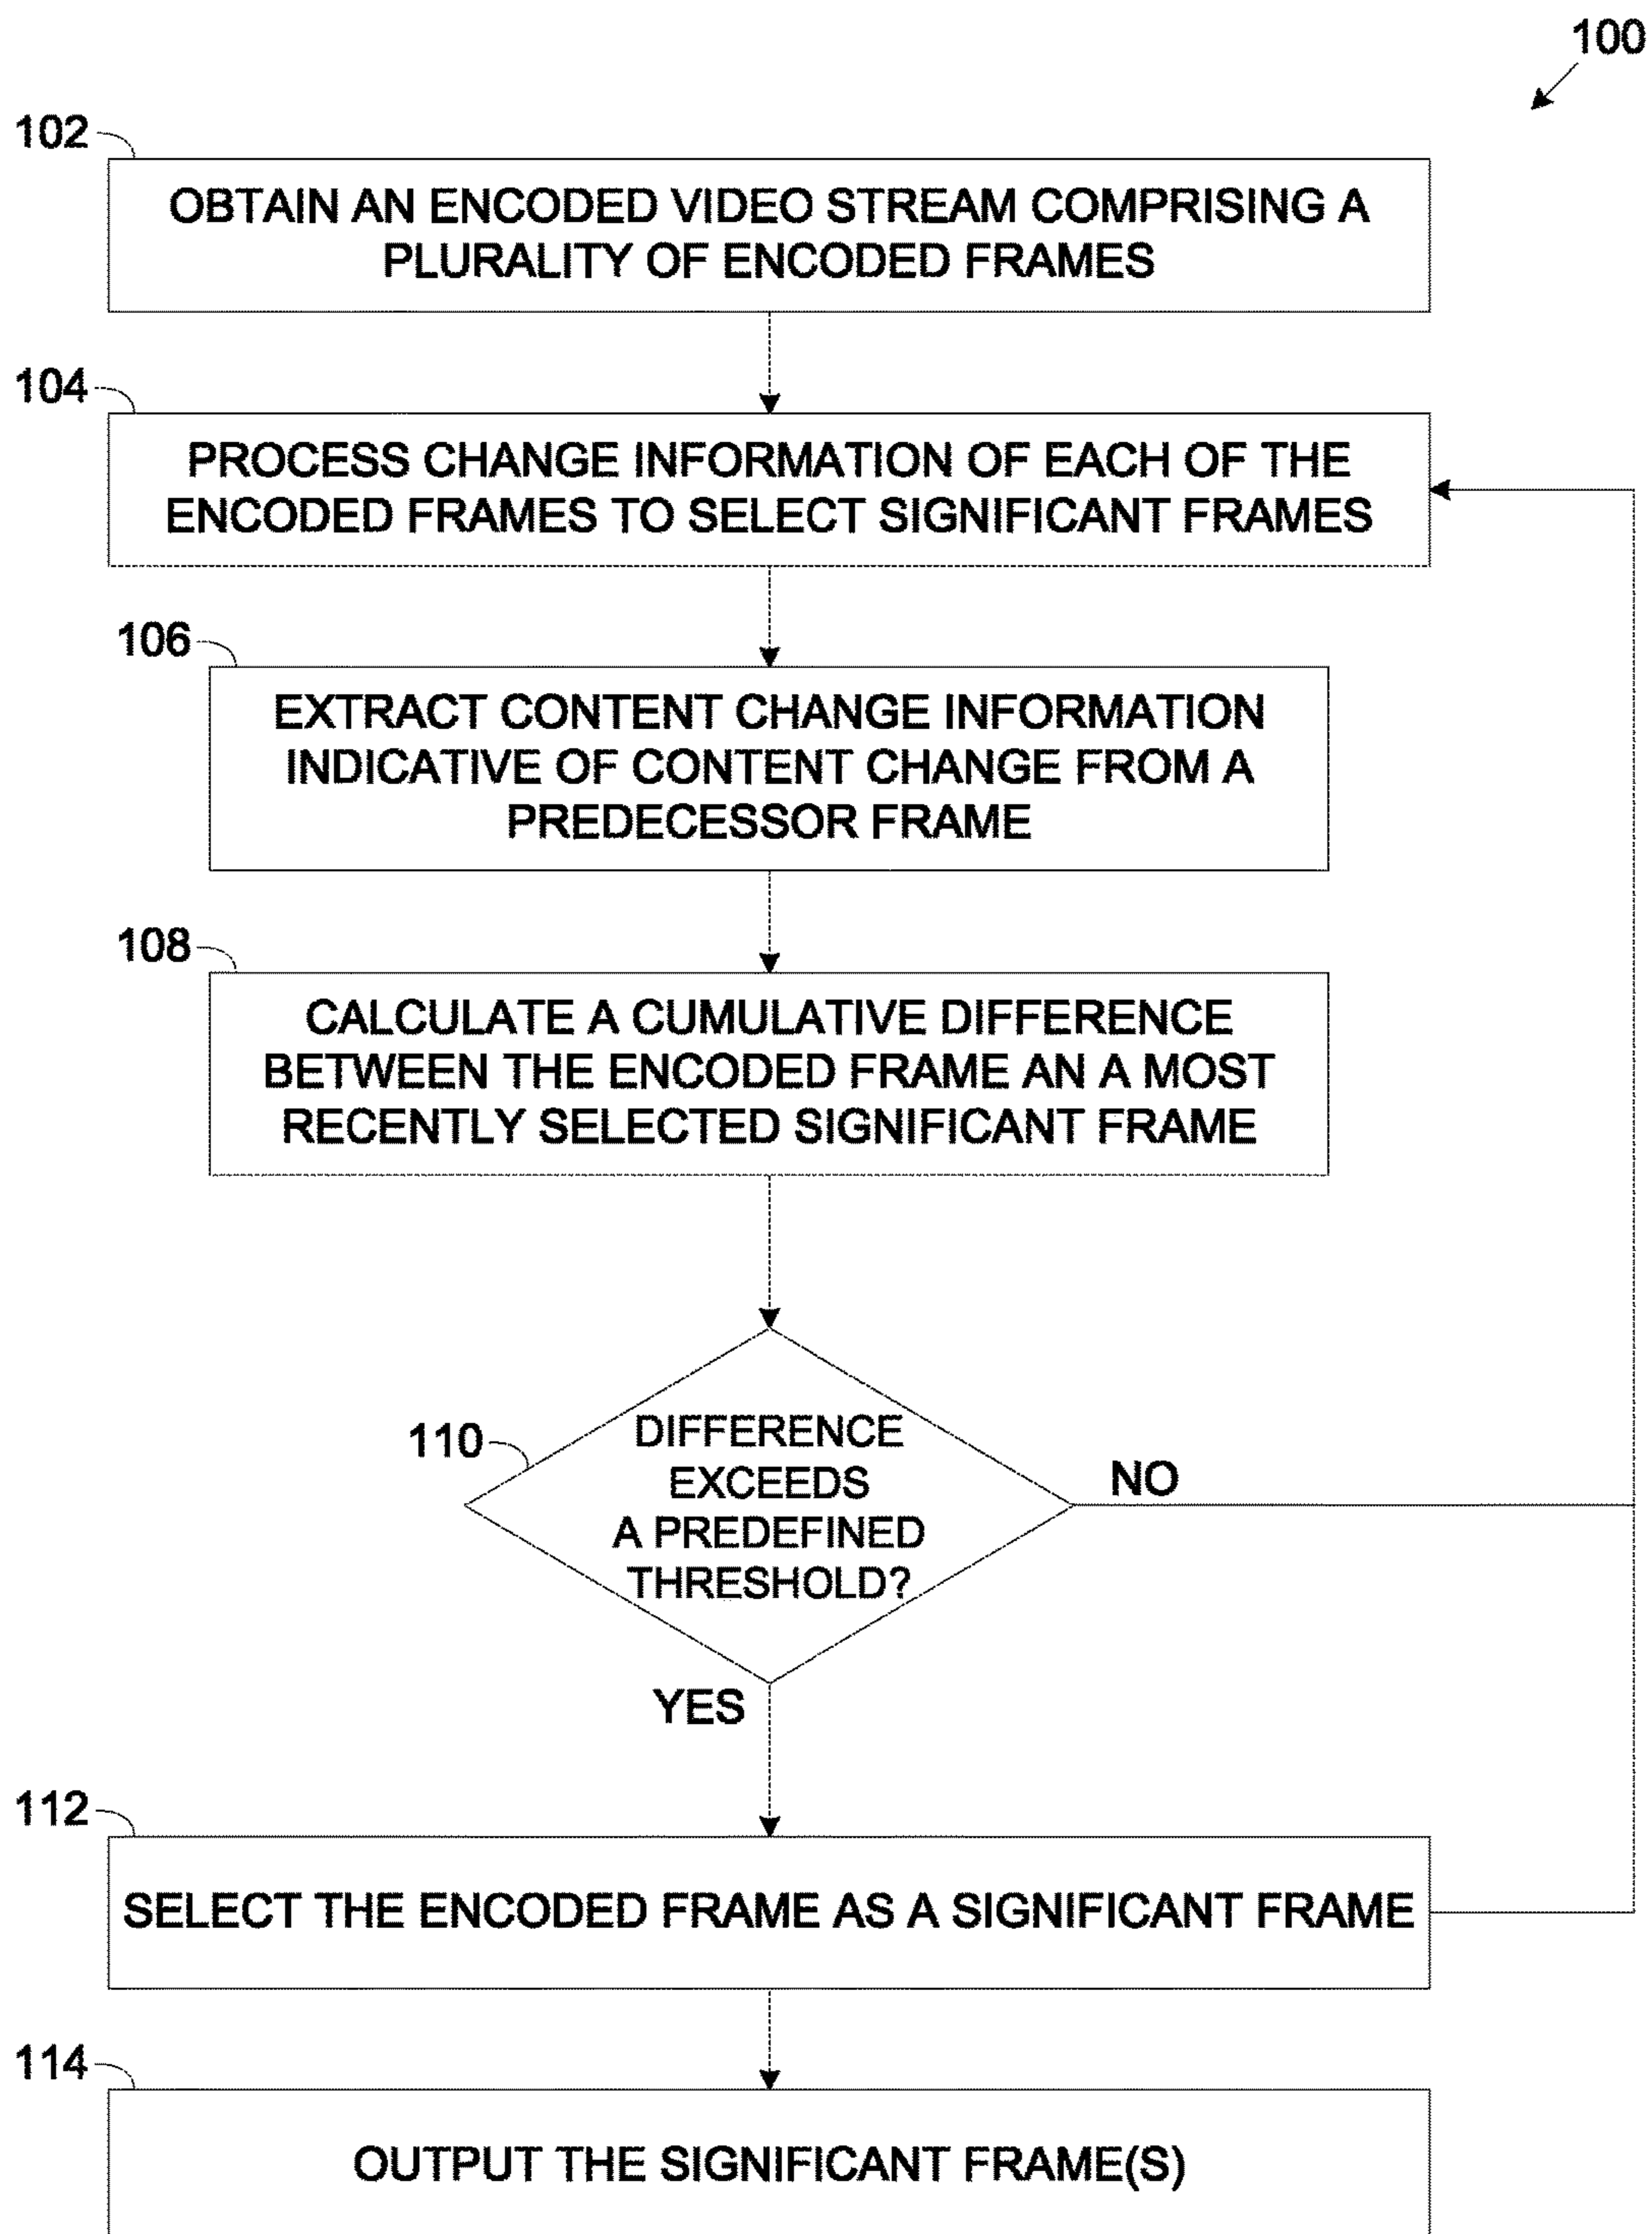 100
102
OBTAIN AN ENCODED VIDEO STREAM COMPRISING A
PLURALITY OF ENCODED FRAMES
104
PROCESS CHANGE INFORMATION OF EACH OF THE
ENCODED FRAMES TO SELECT SIGNIFICANT FRAMES
106
EXTRACT CONTENT CHANGE INFORMATION
INDICATIVE OF CONTENT CHANGE FROM A
PREDECESSOR FRAME
108
CALCULATE A CUMULATIVE DIFFERENCE
BETWEEN THE ENCODED FRAME AN A MOST
RECENTLY SELECTED SIGNIFICANT FRAME
110
DIFFERENCE
EXCEEDS
A PREDEFINED
THRESHOLD?
NO
YES
112
SELECT THE ENCODED FRAME AS A SIGNIFICANT FRAME
114
OUTPUT THE SIGNIFICANT FRAME(S)